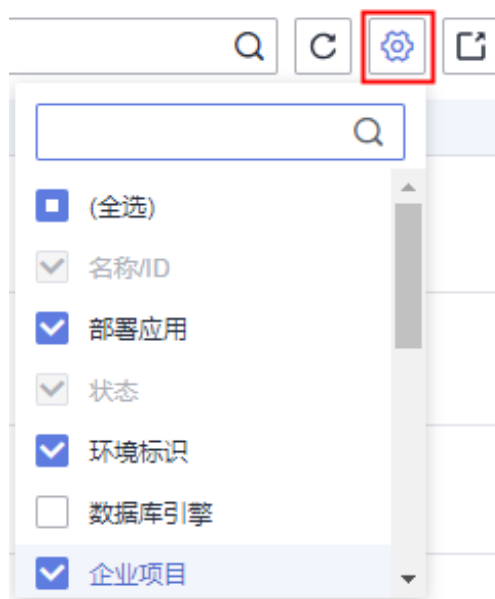 (全选)
名称/ID
部署应用
状态
环境标识
数据库引擎
企业项目